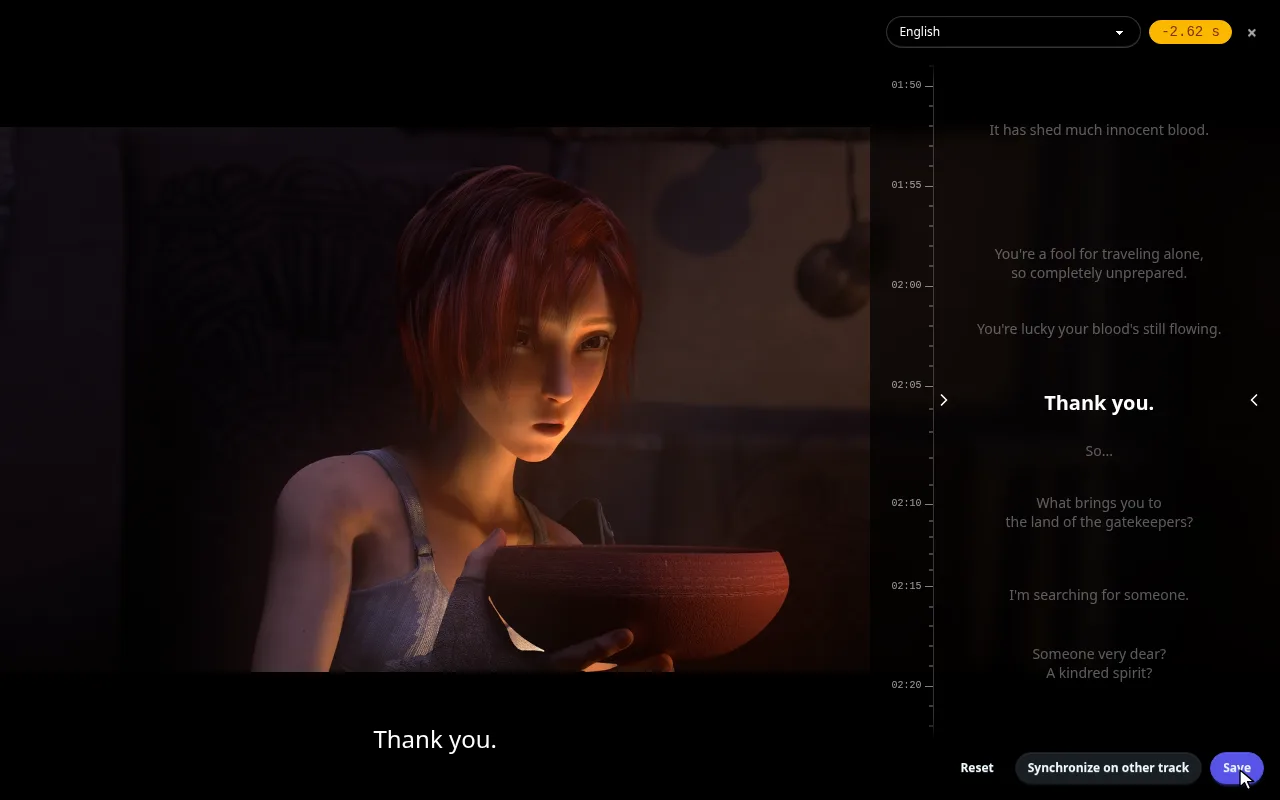 English
-2.62 s
×
01:50
It has shed much innocent blood.
01:55
You're a fool for traveling alone,
so completely unprepared.
02:00
You're lucky your blood's still flowing.
02:05
Thank you.
So...
02:10
What brings you to
the land of the gatekeepers?
02:15
I'm searching for someone.
Someone very dear?
A kindred spirit?
02:20
Thank you.
Reset
Synchronize on other track
Save